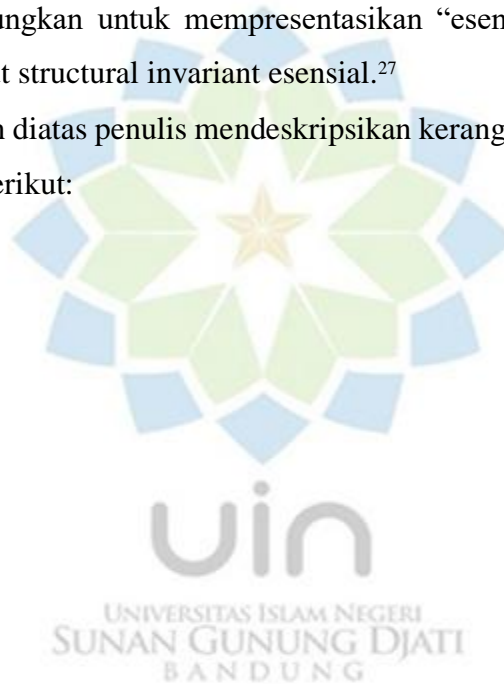 ungkan untuk mempresentasikan “esen
t structural invariant esensial.27
n diatas penulis mendeskripsikan kerang
erikut:
uin
UNIVERSITAS ISLAM NEGERI
SUNAN GUNUNG DJATI
BANDUNG